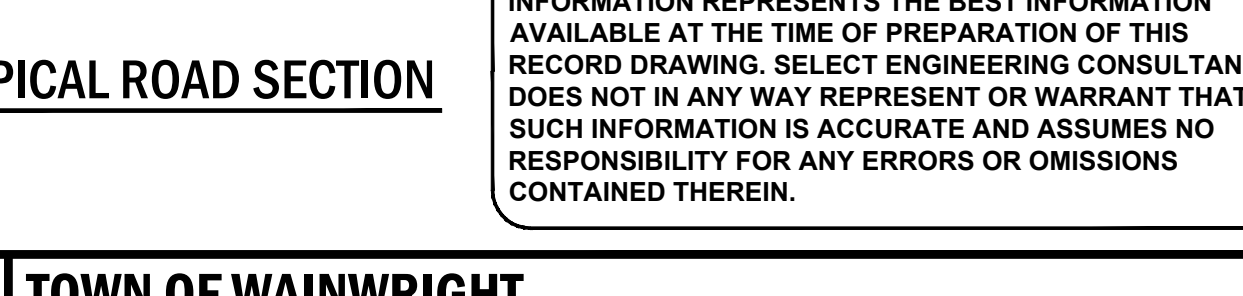 INFORMATION REPRESENTS THE BEST INFORMATION
AVAILABLE AT THE TIME OF PREPARATION OF THIS
RECORD DRAWING. SELECT ENGINEERING CONSULTAN
DOES NOT IN ANY WAY REPRESENT OR WARRANT THAT
SUCH INFORMATION IS ACCURATE AND ASSUMES NO
RESPONSIBILITY FOR ANY ERRORS OR OMISSIONS
CONTAINED THEREIN.
PICAL ROAD SECTION
TOWN OF WAINWRIGHT